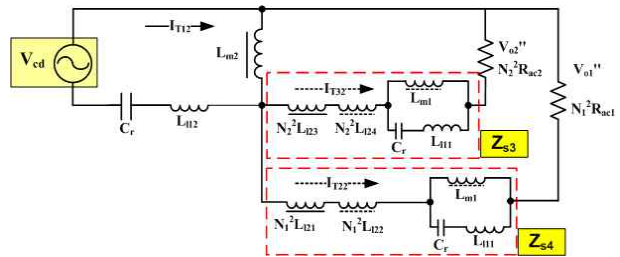 I_T12
V_cd
L_m2
V_o2''
N_2^2R_ac2
V_o1''
N_1^2R_ac1
C_r
L_l12
I_T32
N_2^2L_l23
N_2^2L_l24
L_m1
C_r
L_l11
Z_s3
I_T22
N_1^2L_l21
N_1^2L_l22
L_m1
C_r
L_l11
Z_s4